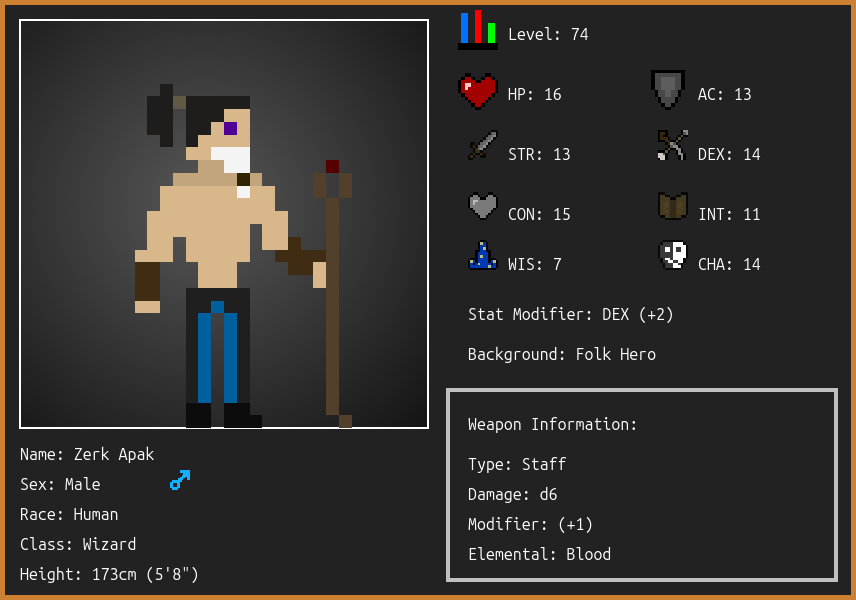 Level: 74
HP: 16
AC: 13
STR: 13
DEX: 14
CON: 15
INT: 11
WIS: 7
CHA: 14
Stat Modifier: DEX (+2)
Background: Folk Hero
Weapon Information:
Type: Staff
Damage: d6
Modifier: (+1)
Elemental: Blood
Name: Zerk Apak
Sex: Male
Race: Human
Class: Wizard
Height: 173cm (5'8")